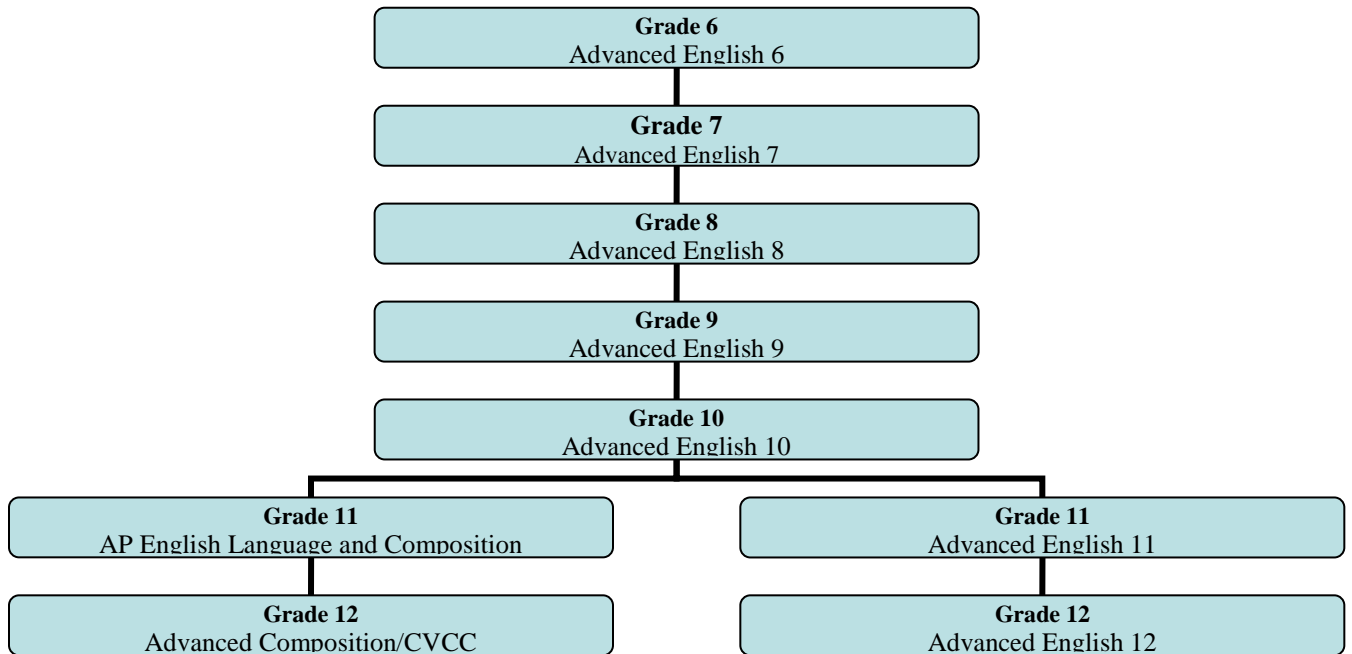 Grade 6
Advanced English 6
Grade 7
Advanced English 7
Grade 8
Advanced English 8
Grade 9
Advanced English 9
Grade 10
Advanced English 10
Grade 11
AP English Language and Composition
Grade 11
Advanced English 11
Grade 12
Advanced Composition/CVCC
Grade 12
Advanced English 12